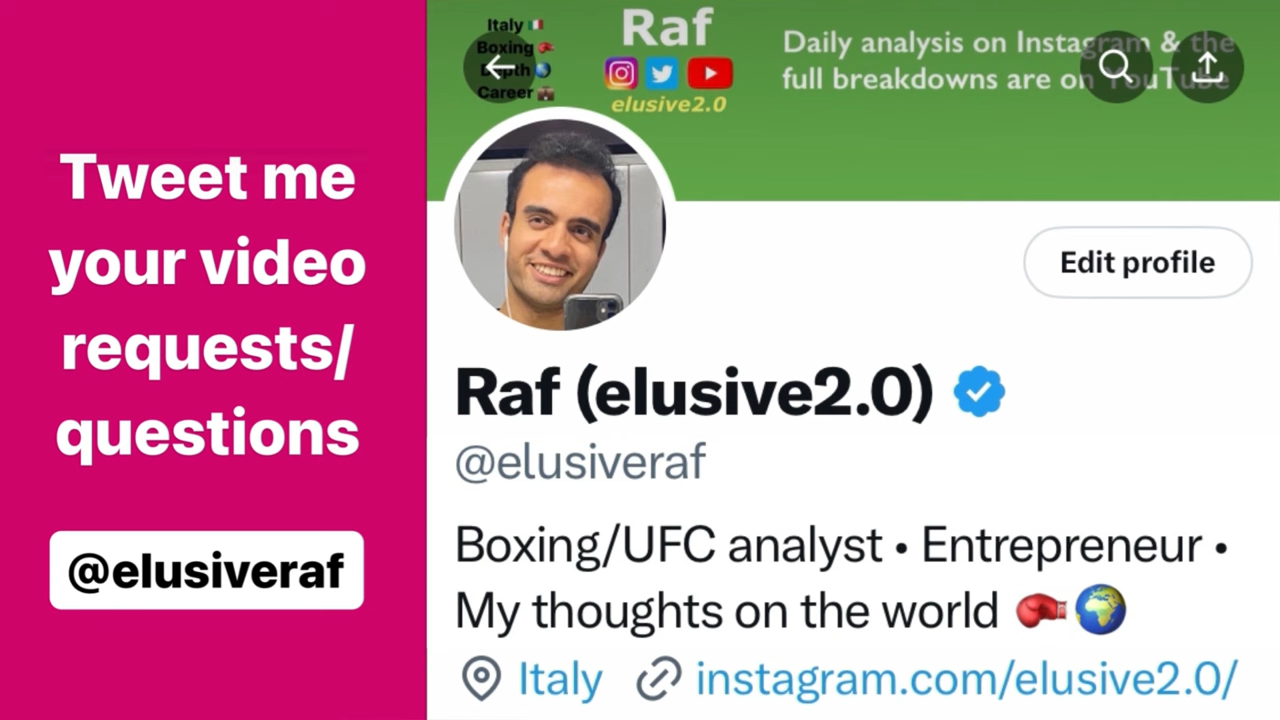 Tweet me
your video
requests/
questions
@elusiveraf
Italy 🇮🇹
Boxing 🥊
Depth 🌍
Career 💼
Raf
elusive2.0
Daily analysis on Instagram & the
full breakdowns are on YouTube
Edit profile
Raf (elusive2.0)
@elusiveraf
Boxing/UFC analyst • Entrepreneur •
My thoughts on the world 🥊🌍
Italy
instagram.com/elusive2.0/